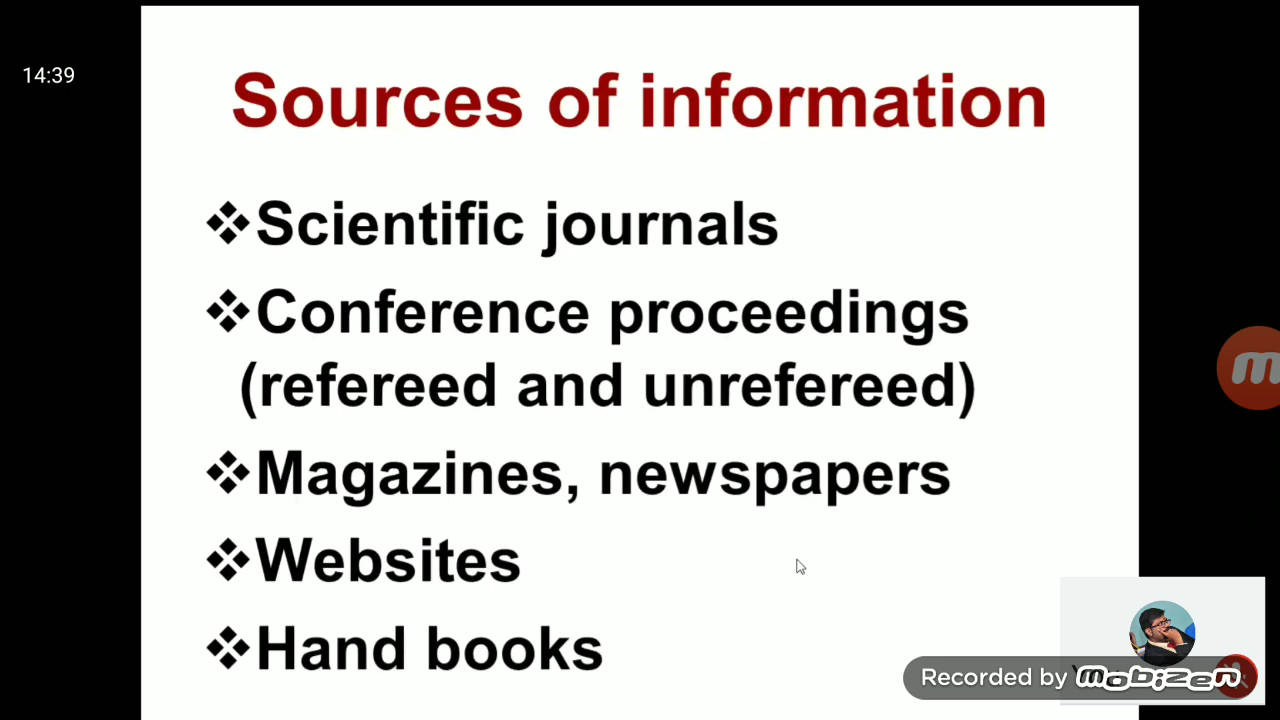 14:39
Sources of information
❖Scientific journals
❖Conference proceedings
(refereed and unrefereed)
❖Magazines, newspapers
❖Websites
❖Hand books
Recorded by mobizen